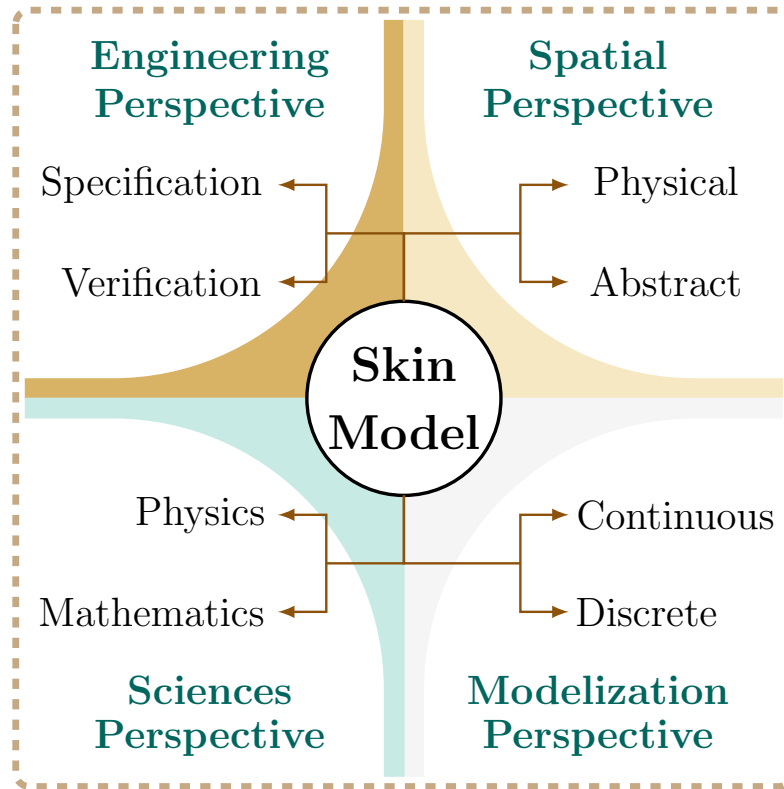 Engineering
Perspective
Spatial
Perspective
Specification
Physical
Verification
Abstract
Skin
Model
Physics
Continuous
Mathematics
Discrete
Sciences
Perspective
Modelization
Perspective